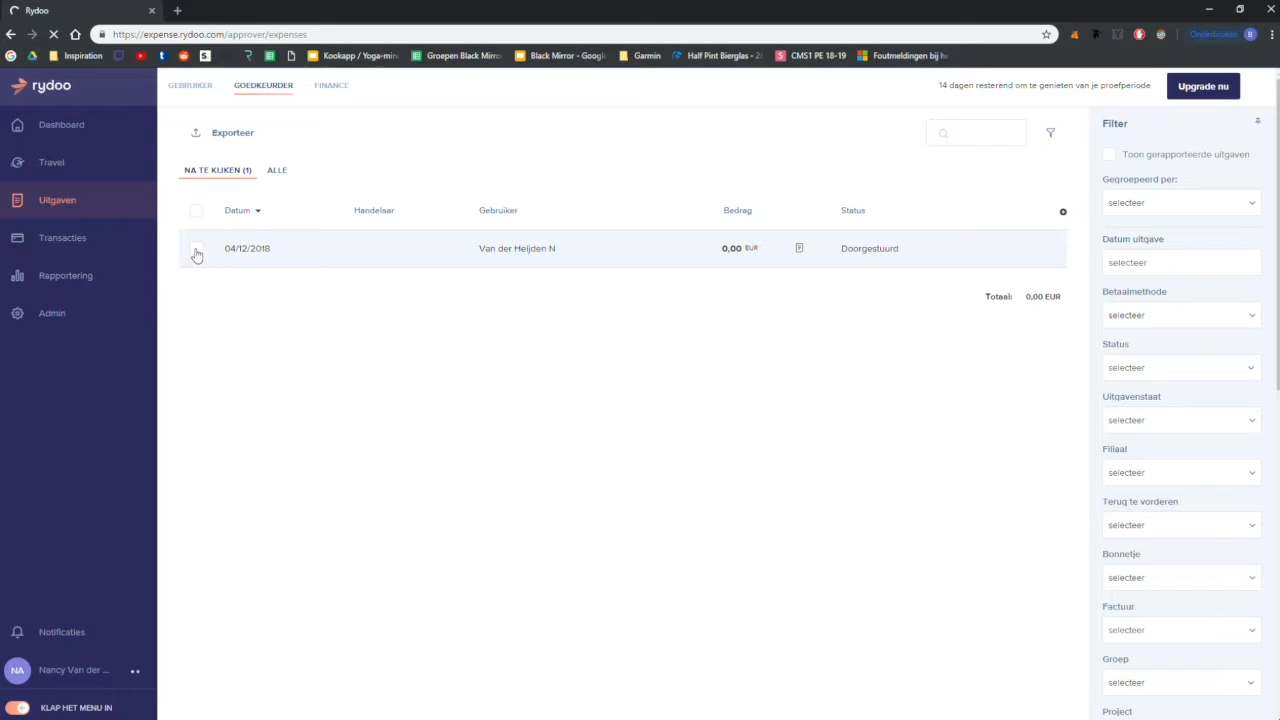 Rydoo
https://expense.rydoo.com/approver/expenses
Onderbroken
B
Inspiration
Kookapp / Yoga-min
Groepen Black Mirro
Black Mirror - Google
Garmin
Half Pint Bierglas - 28
CMS1 PE 18-19
Foutmeldingen bij he
rydoo
GEBRUIKER
GOEDKEURDER
FINANCE
14 dagen resterend om te genieten van je proefperiode
Upgrade nu
Dashboard
Travel
Uitgaven
Transacties
Rapportering
Admin
Notificaties
NA
Nancy Van der ...
KLAP HET MENU IN
Exporteer
NA TE KIJKEN (1)
ALLE
Datum
Handelaar
Gebruiker
Bedrag
Status
04/12/2018
Van der Heijden N
0,00 EUR
Doorgestuurd
Totaal: 0,00 EUR
Filter
Toon gerapporteerde uitgaven
Gegroepeerd per:
selecteer
Datum uitgave
selecteer
Betaalmethode
selecteer
Status
selecteer
Uitgavenstaat
selecteer
Filiaal
selecteer
Terug te vorderen
selecteer
Bonnetje
selecteer
Factuur
selecteer
Groep
selecteer
Project